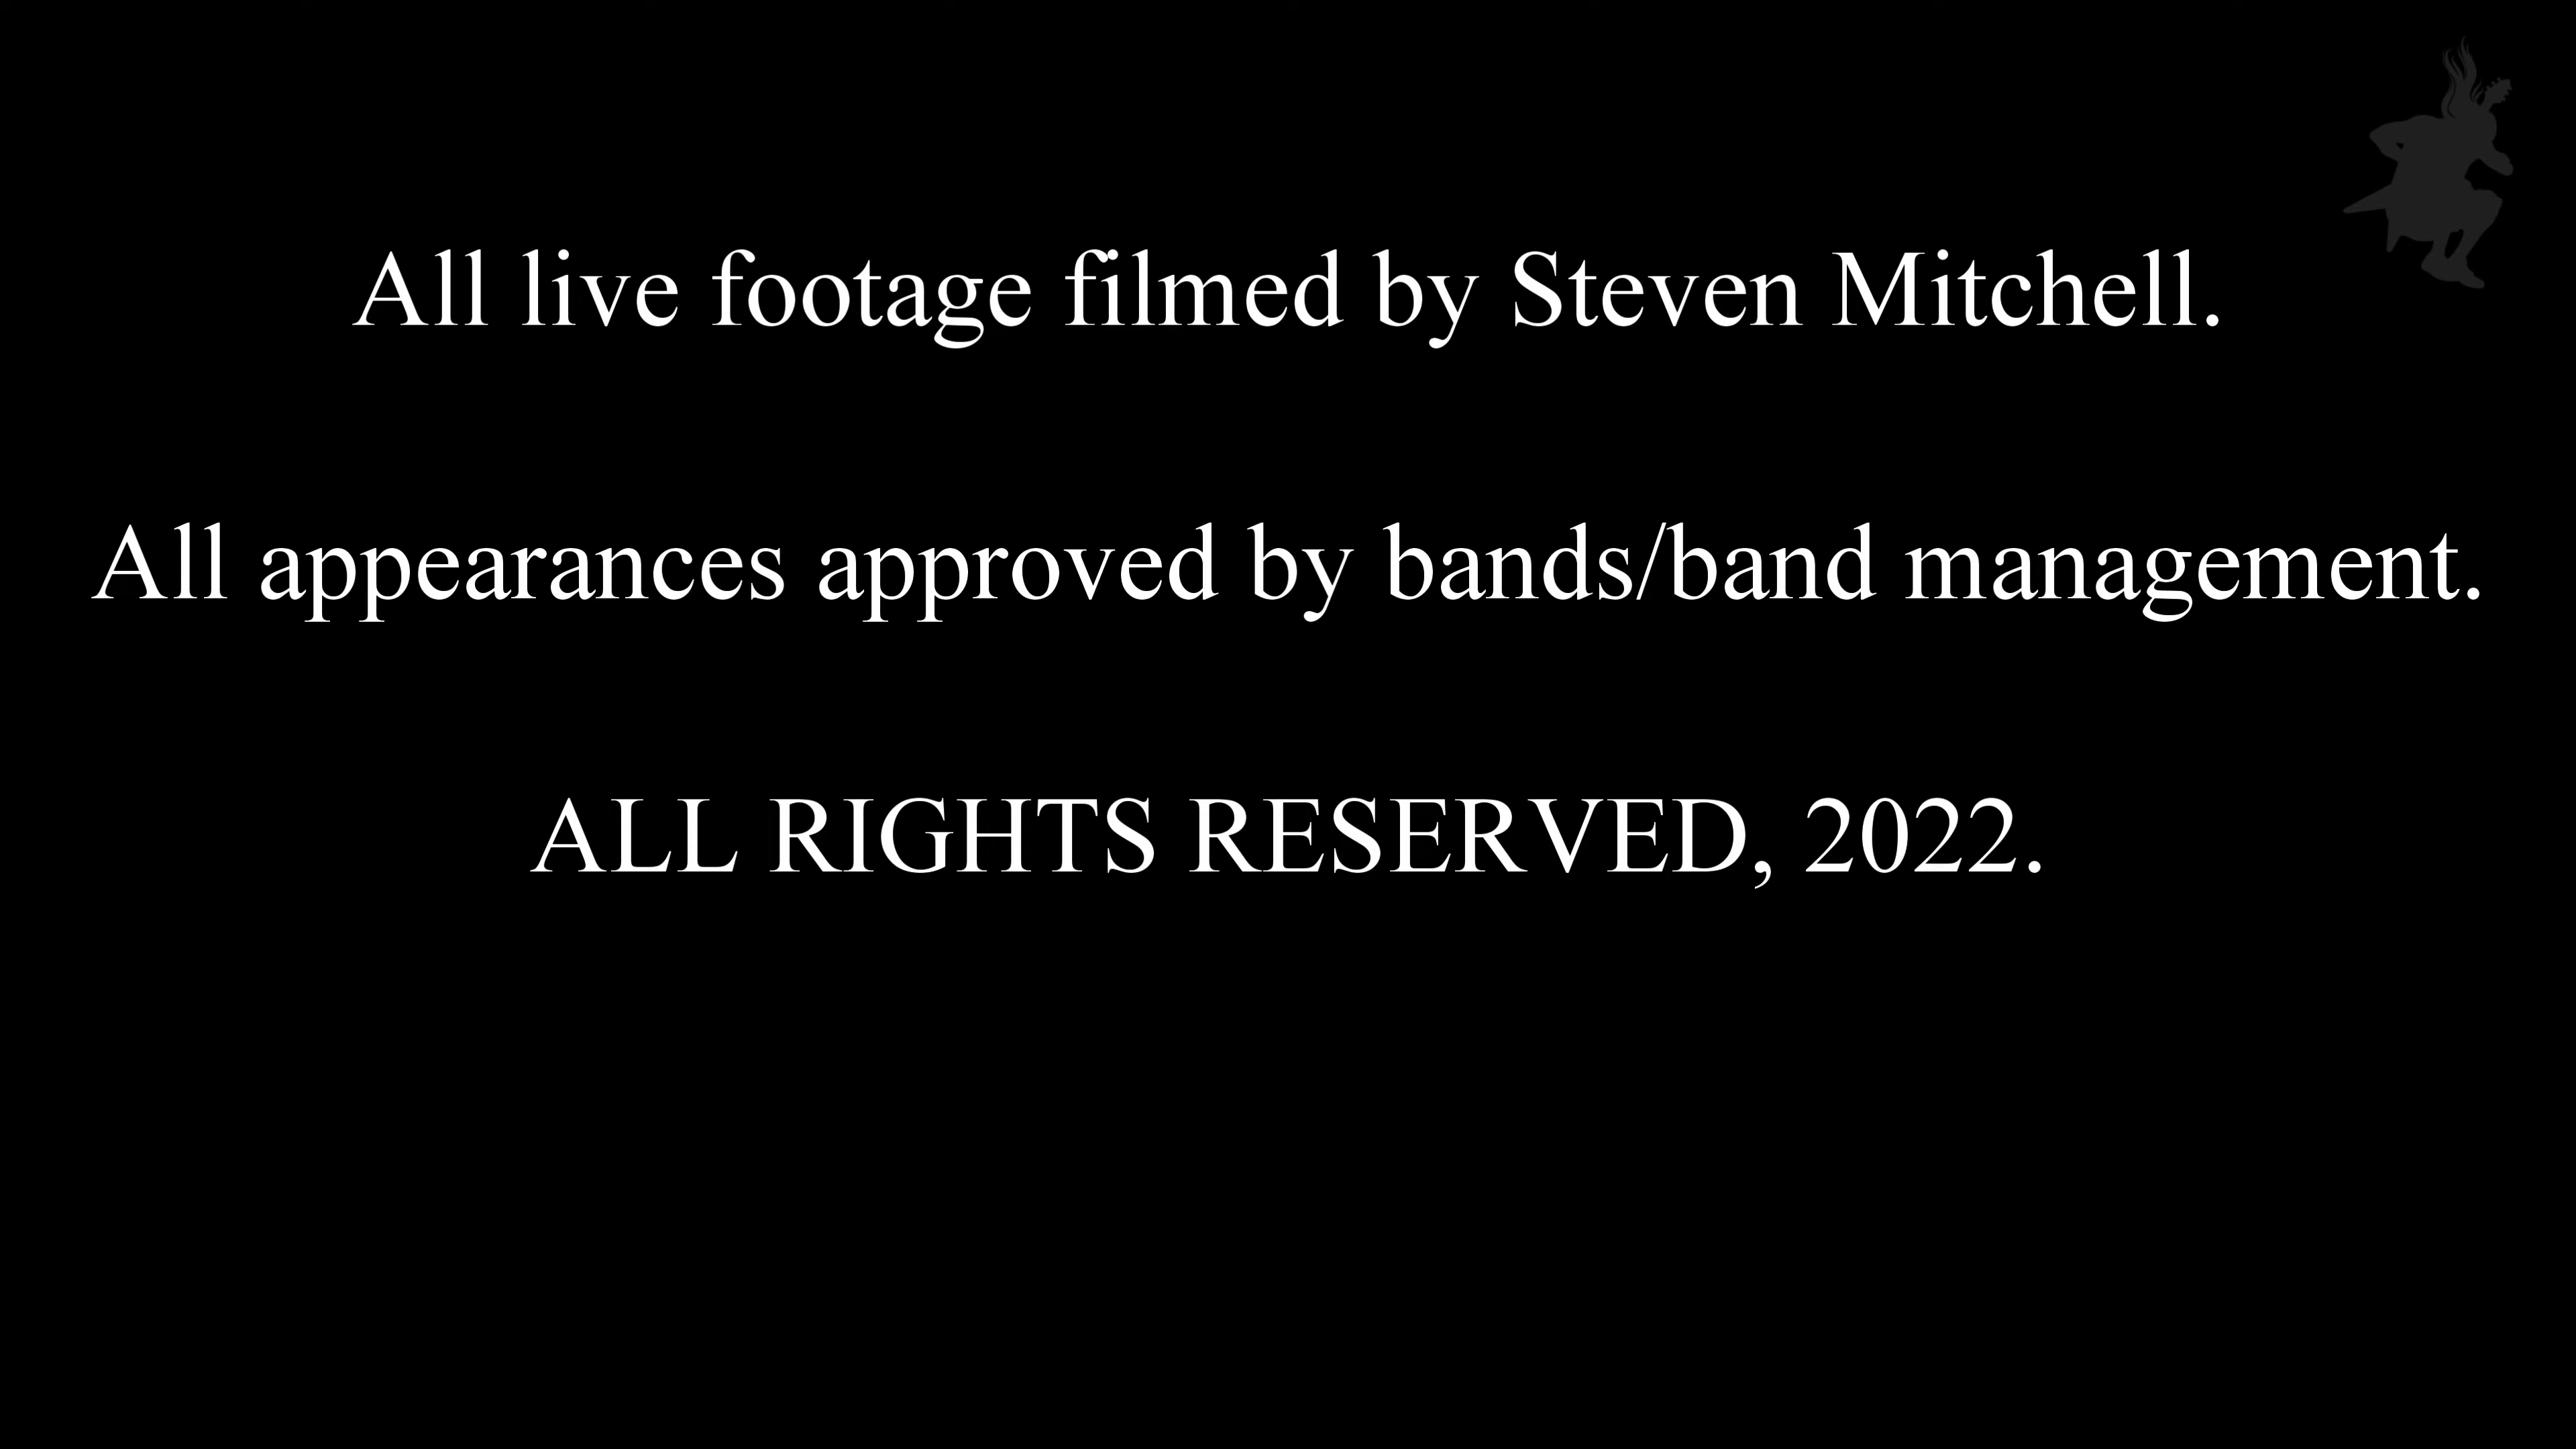 All live footage filmed by Steven Mitchell.
All appearances approved by bands/band management.
ALL RIGHTS RESERVED, 2022.